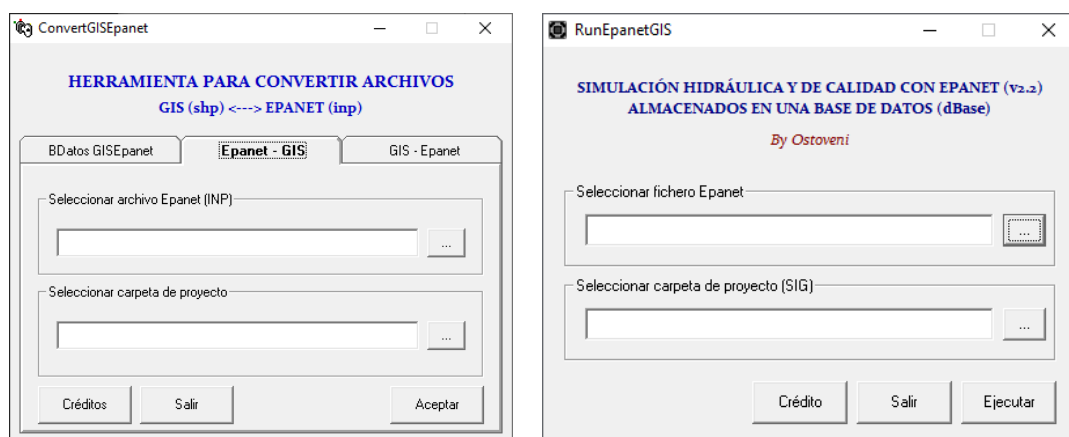 ConvertGISEpanet
HERRAMIENTA PARA CONVERTIR ARCHIVOS
GIS (shp) <---> EPANET (inp)
BDatos GISEpanet
Epanet - GIS
GIS - Epanet
Seleccionar archivo Epanet (INP)
...
Seleccionar carpeta de proyecto
...
Créditos
Salir
Aceptar
RunEpanetGIS
SIMULACIÓN HIDRÁULICA Y DE CALIDAD CON EPANET (v2.2)
ALMACENADOS EN UNA BASE DE DATOS (dBase)
By Ostoveni
Seleccionar fichero Epanet
...
Seleccionar carpeta de proyecto (SIG)
...
Crédito
Salir
Ejecutar